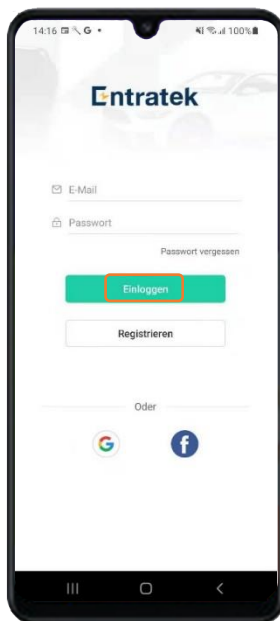 14:16 G • 100%
Entratek
E-Mail
Passwort
Passwort vergessen
Einloggen
Registrieren
Oder
G
f